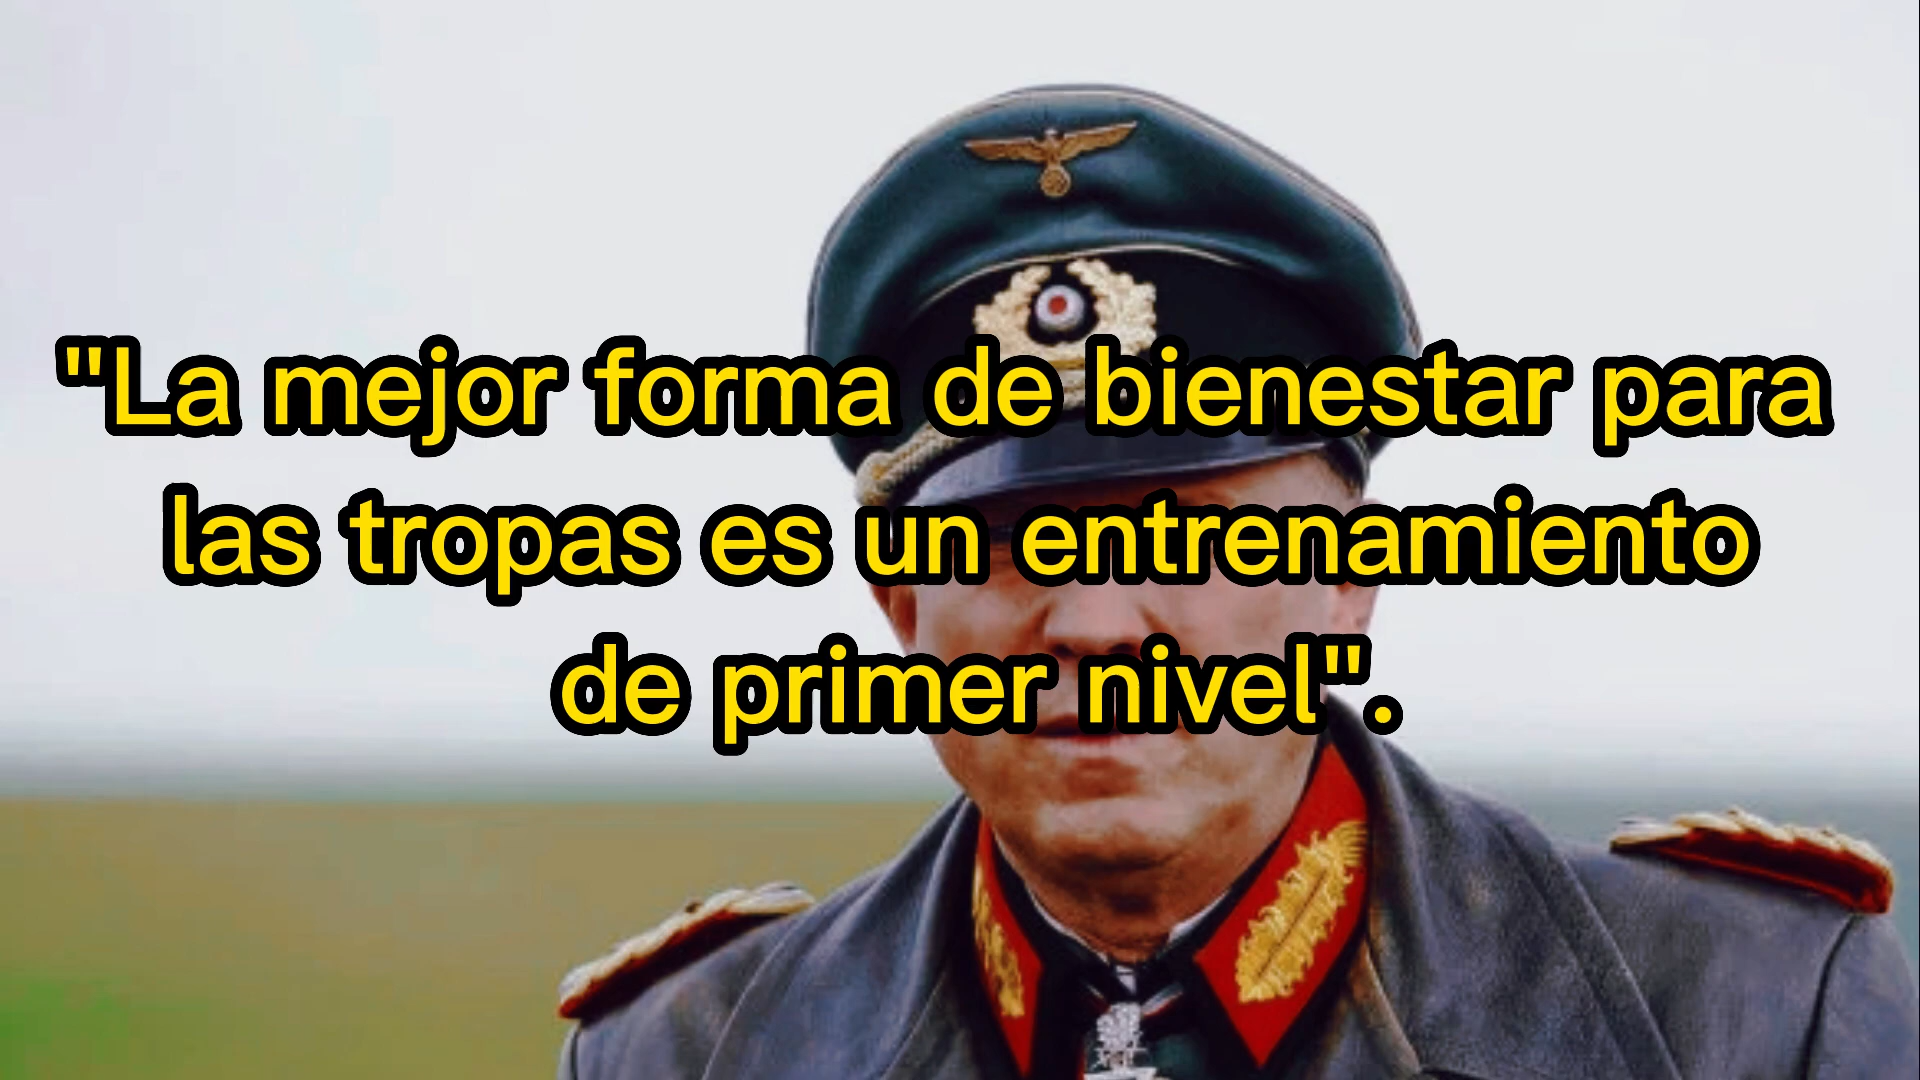 "La mejor forma de bienestar para
las tropas es un entrenamiento
de primer nivel".